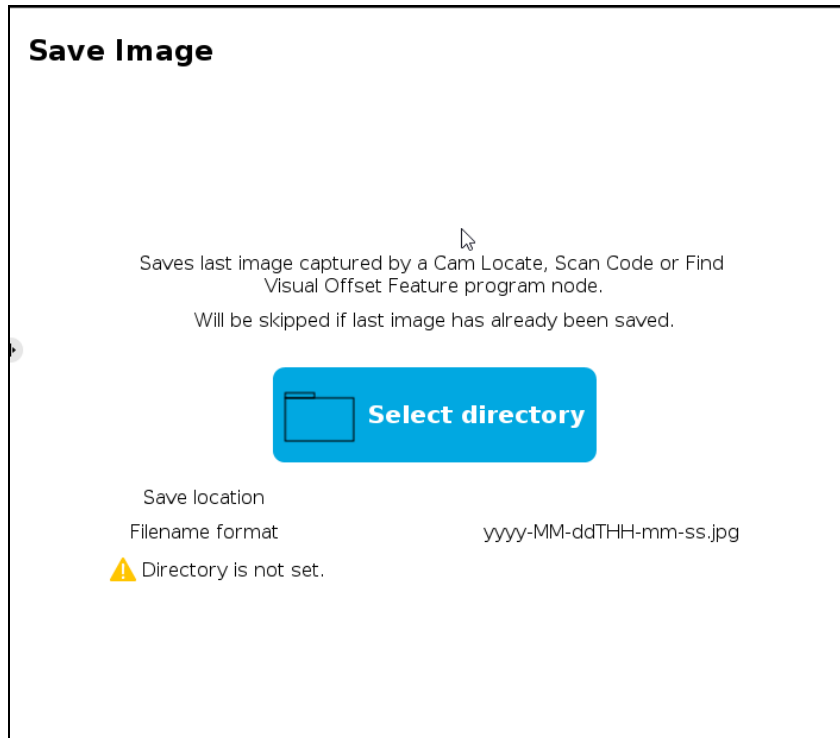 Save Image
Saves last image captured by a Cam Locate, Scan Code or Find
Visual Offset Feature program node.
Will be skipped if last image has already been saved.
Select directory
Save location
Filename format yyyy-MM-ddTHH-mm-ss.jpg
Directory is not set.